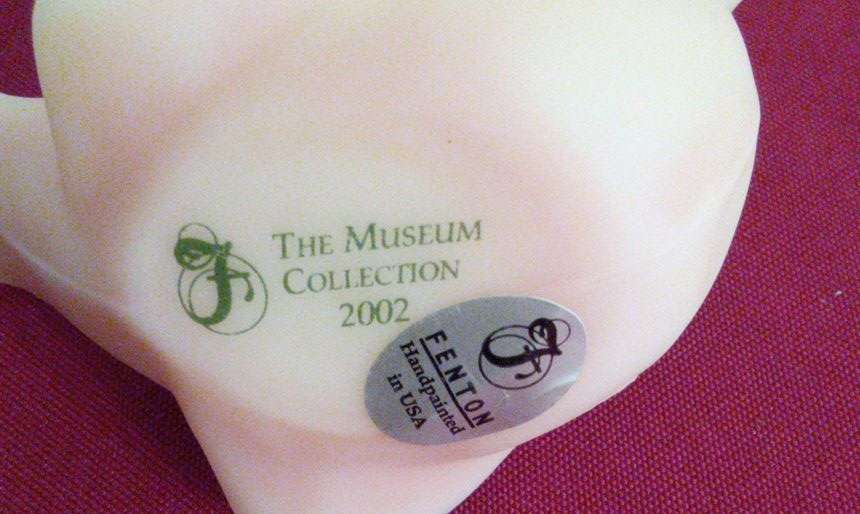 F
THE MUSEUM
COLLECTION
2002
F
FENTON
Handpainted
in USA